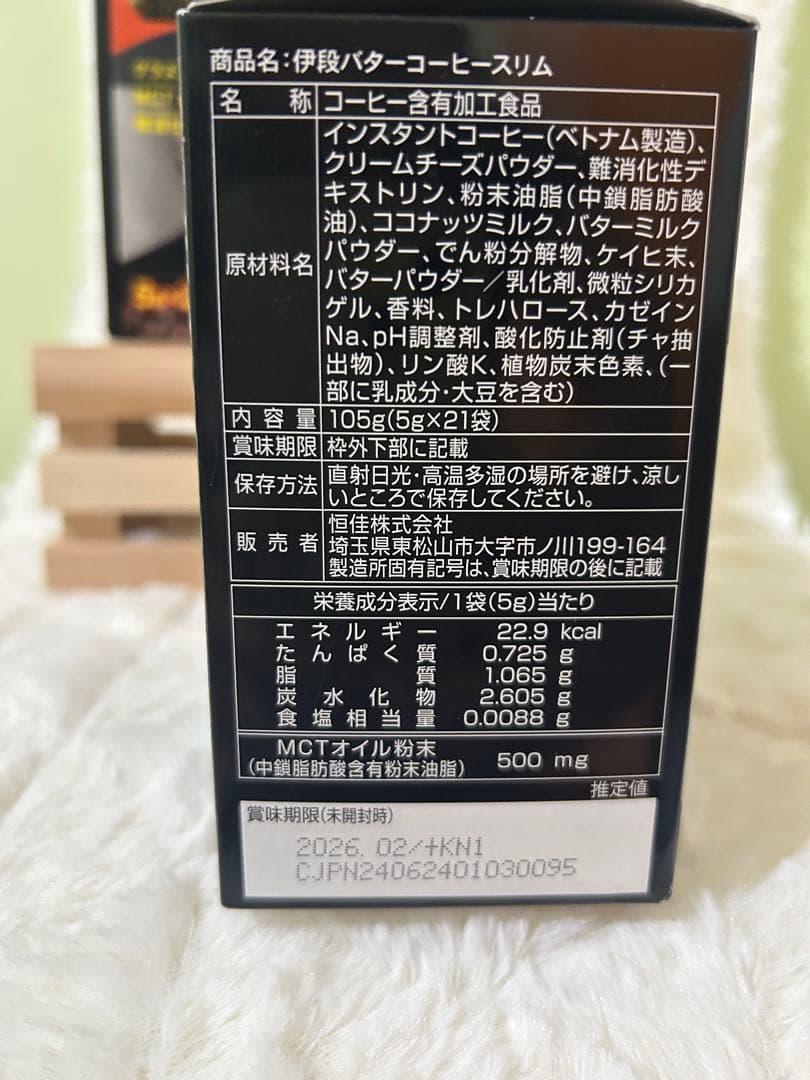 商品名:伊段バターコーヒースリム
名称 コーヒー含有加工食品
原材料名
インスタントコーヒー(ベトナム製造)、
クリームチーズパウダー、難消化性デ
キストリン、粉末油脂(中鎖脂肪酸
油)、ココナッツミルク、バターミルク
パウダー、でん粉分解物、ケイヒ末、
バターパウダー/乳化剤、微粒シリカ
ゲル、香料、トレハロース、カゼイン
Na、pH調整剤、酸化防止剤(チャ抽
出物)、リン酸K、植物炭末色素、(一
部に乳成分・大豆を含む)
内容量 105g(5g×21袋)
賞味期限 枠外下部に記載
保存方法
直射日光・高温多湿の場所を避け、涼し
いところで保存してください。
販売者
恒佳株式会社
埼玉県東松山市大字市ノ川199-164
製造所固有記号は、賞味期限の後に記載
栄養成分表示/1袋(5g)当たり
エネルギー 22.9 kcal
たんぱく質 0.725 g
脂質 1.065 g
炭水化物 2.605 g
食塩相当量 0.0088 g
MCTオイル粉末
(中鎖脂肪酸含有粉末油脂) 500 mg
推定値
賞味期限(未開封時)
2026. 02/+KN1
CJPN24062401030095
MCT